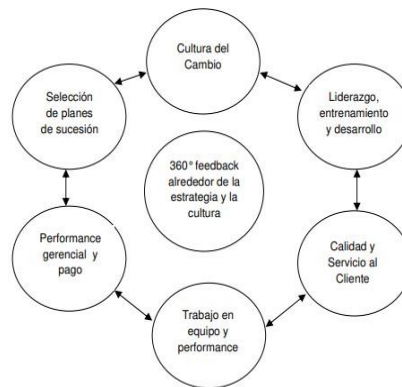 Cultura del
Cambio
Selección
de planes
de sucesión
Liderazgo,
entrenamiento
y desarrollo
360° feedback
alrededor de la
estrategia y la
cultura
Performance
gerencial y
pago
Calidad y
Servicio al
Cliente
Trabajo en
equipo y
performance